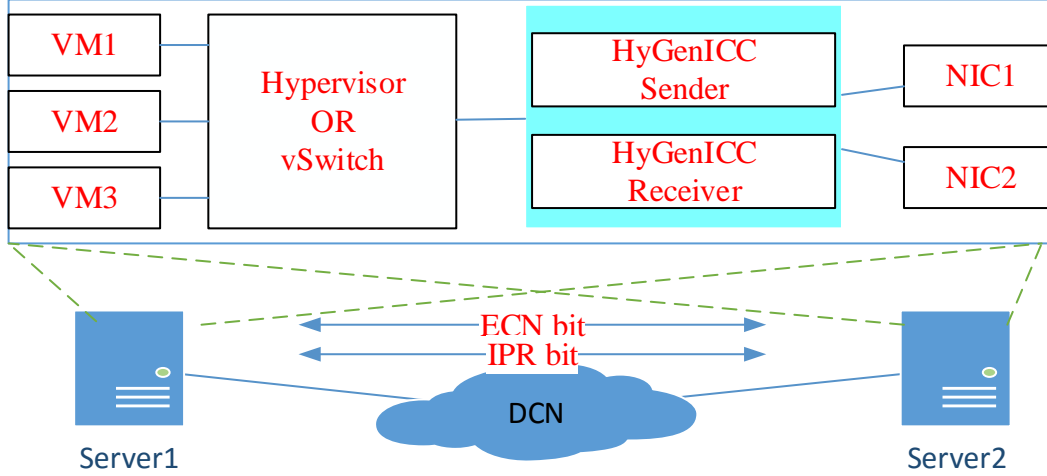 VM1
VM2
VM3
Hypervisor
OR
vSwitch
HyGenICC
Sender
HyGenICC
Receiver
NIC1
NIC2
ECN bit
IPR bit
DCN
Server1
Server2